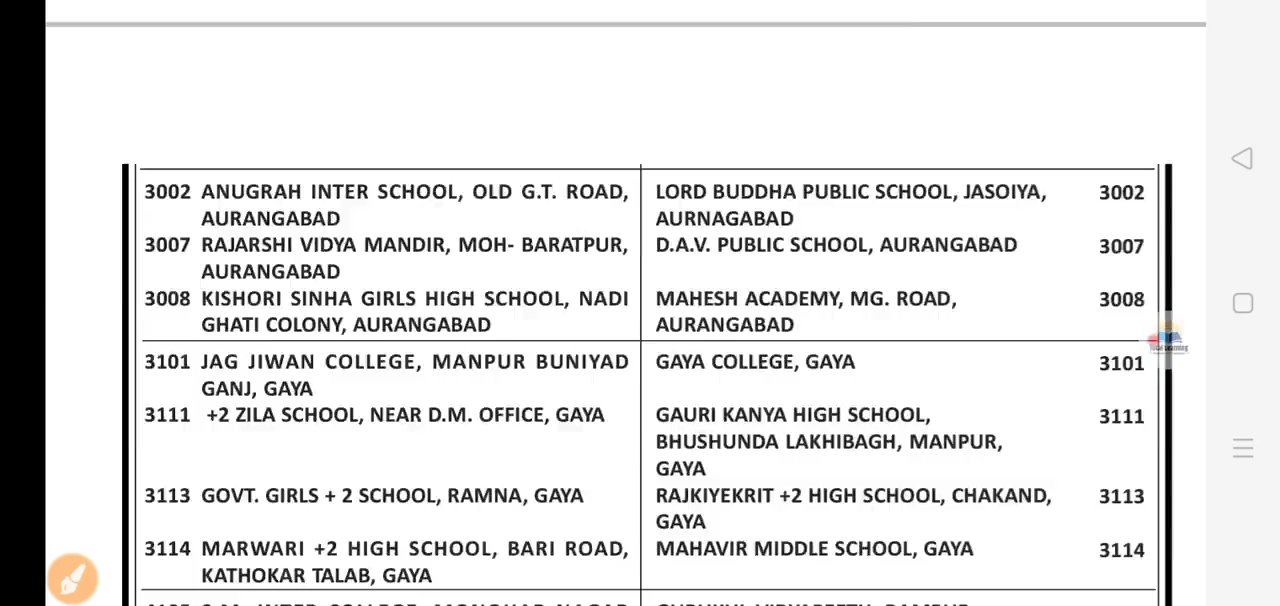 3002 ANUGRAH INTER SCHOOL, OLD G.T. ROAD, LORD BUDDHA PUBLIC SCHOOL, JASOIYA, 3002
AURANGABAD AURNAGABAD
3007 RAJARSHI VIDYA MANDIR, MOH- BARATPUR, D.A.V. PUBLIC SCHOOL, AURANGABAD 3007
AURANGABAD
3008 KISHORI SINHA GIRLS HIGH SCHOOL, NADI MAHESH ACADEMY, MG. ROAD, 3008
GHATI COLONY, AURANGABAD AURANGABAD
3101 JAG JIWAN COLLEGE, MANPUR BUNIYAD GAYA COLLEGE, GAYA 3101
GANJ, GAYA
3111 +2 ZILA SCHOOL, NEAR D.M. OFFICE, GAYA GAURI KANYA HIGH SCHOOL, 3111
BHUSHUNDA LAKHIBAGH, MANPUR,
GAYA
3113 GOVT. GIRLS + 2 SCHOOL, RAMNA, GAYA RAJKIYEKRIT +2 HIGH SCHOOL, CHAKAND, 3113
GAYA
3114 MARWARI +2 HIGH SCHOOL, BARI ROAD, MAHAVIR MIDDLE SCHOOL, GAYA 3114
KATHOKAR TALAB, GAYA